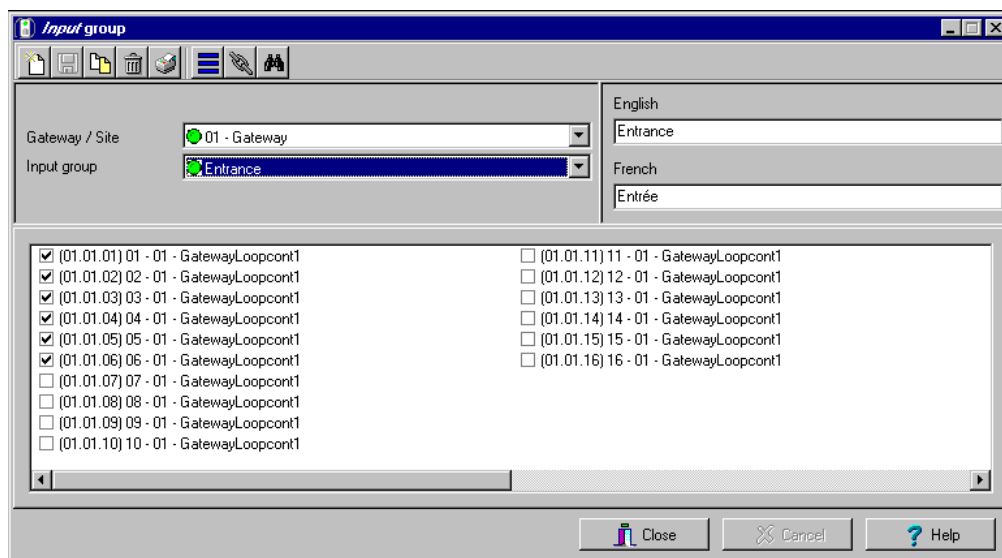 Input group
English
Gateway / Site
01 - Gateway
Entrance
Input group
Entrance
French
Entrée
(01.01.01) 01 - 01 - GatewayLoopcont1
(01.01.02) 02 - 01 - GatewayLoopcont1
(01.01.03) 03 - 01 - GatewayLoopcont1
(01.01.04) 04 - 01 - GatewayLoopcont1
(01.01.05) 05 - 01 - GatewayLoopcont1
(01.01.06) 06 - 01 - GatewayLoopcont1
(01.01.07) 07 - 01 - GatewayLoopcont1
(01.01.08) 08 - 01 - GatewayLoopcont1
(01.01.09) 09 - 01 - GatewayLoopcont1
(01.01.10) 10 - 01 - GatewayLoopcont1
(01.01.11) 11 - 01 - GatewayLoopcont1
(01.01.12) 12 - 01 - GatewayLoopcont1
(01.01.13) 13 - 01 - GatewayLoopcont1
(01.01.14) 14 - 01 - GatewayLoopcont1
(01.01.15) 15 - 01 - GatewayLoopcont1
(01.01.16) 16 - 01 - GatewayLoopcont1
Close
Cancel
Help